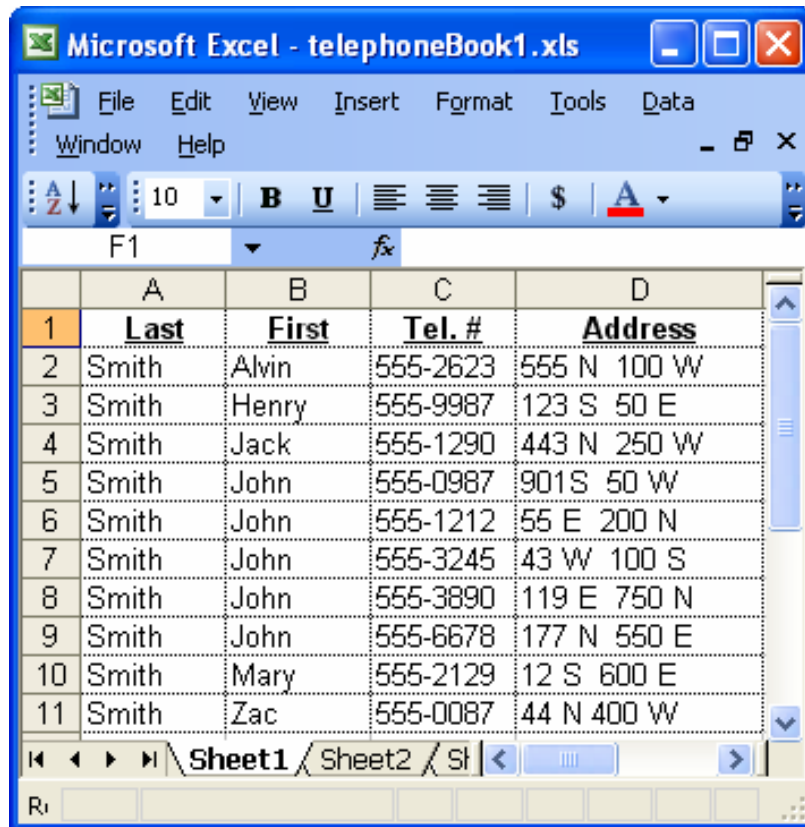 Microsoft Excel - telephoneBook1.xls
File Edit View Insert Format Tools Data
Window Help
10 B U $ A
F1 fx
A B C D
1 Last First Tel. # Address
2 Smith Alvin 555-2623 555 N 100 W
3 Smith Henry 555-9987 123 S 50 E
4 Smith Jack 555-1290 443 N 250 W
5 Smith John 555-0987 901S 50 W
6 Smith John 555-1212 55 E 200 N
7 Smith John 555-3245 43 W 100 S
8 Smith John 555-3890 119 E 750 N
9 Smith John 555-6678 177 N 550 E
10 Smith Mary 555-2129 12 S 600 E
11 Smith Zac 555-0087 44 N 400 W
Sheet1 Sheet2